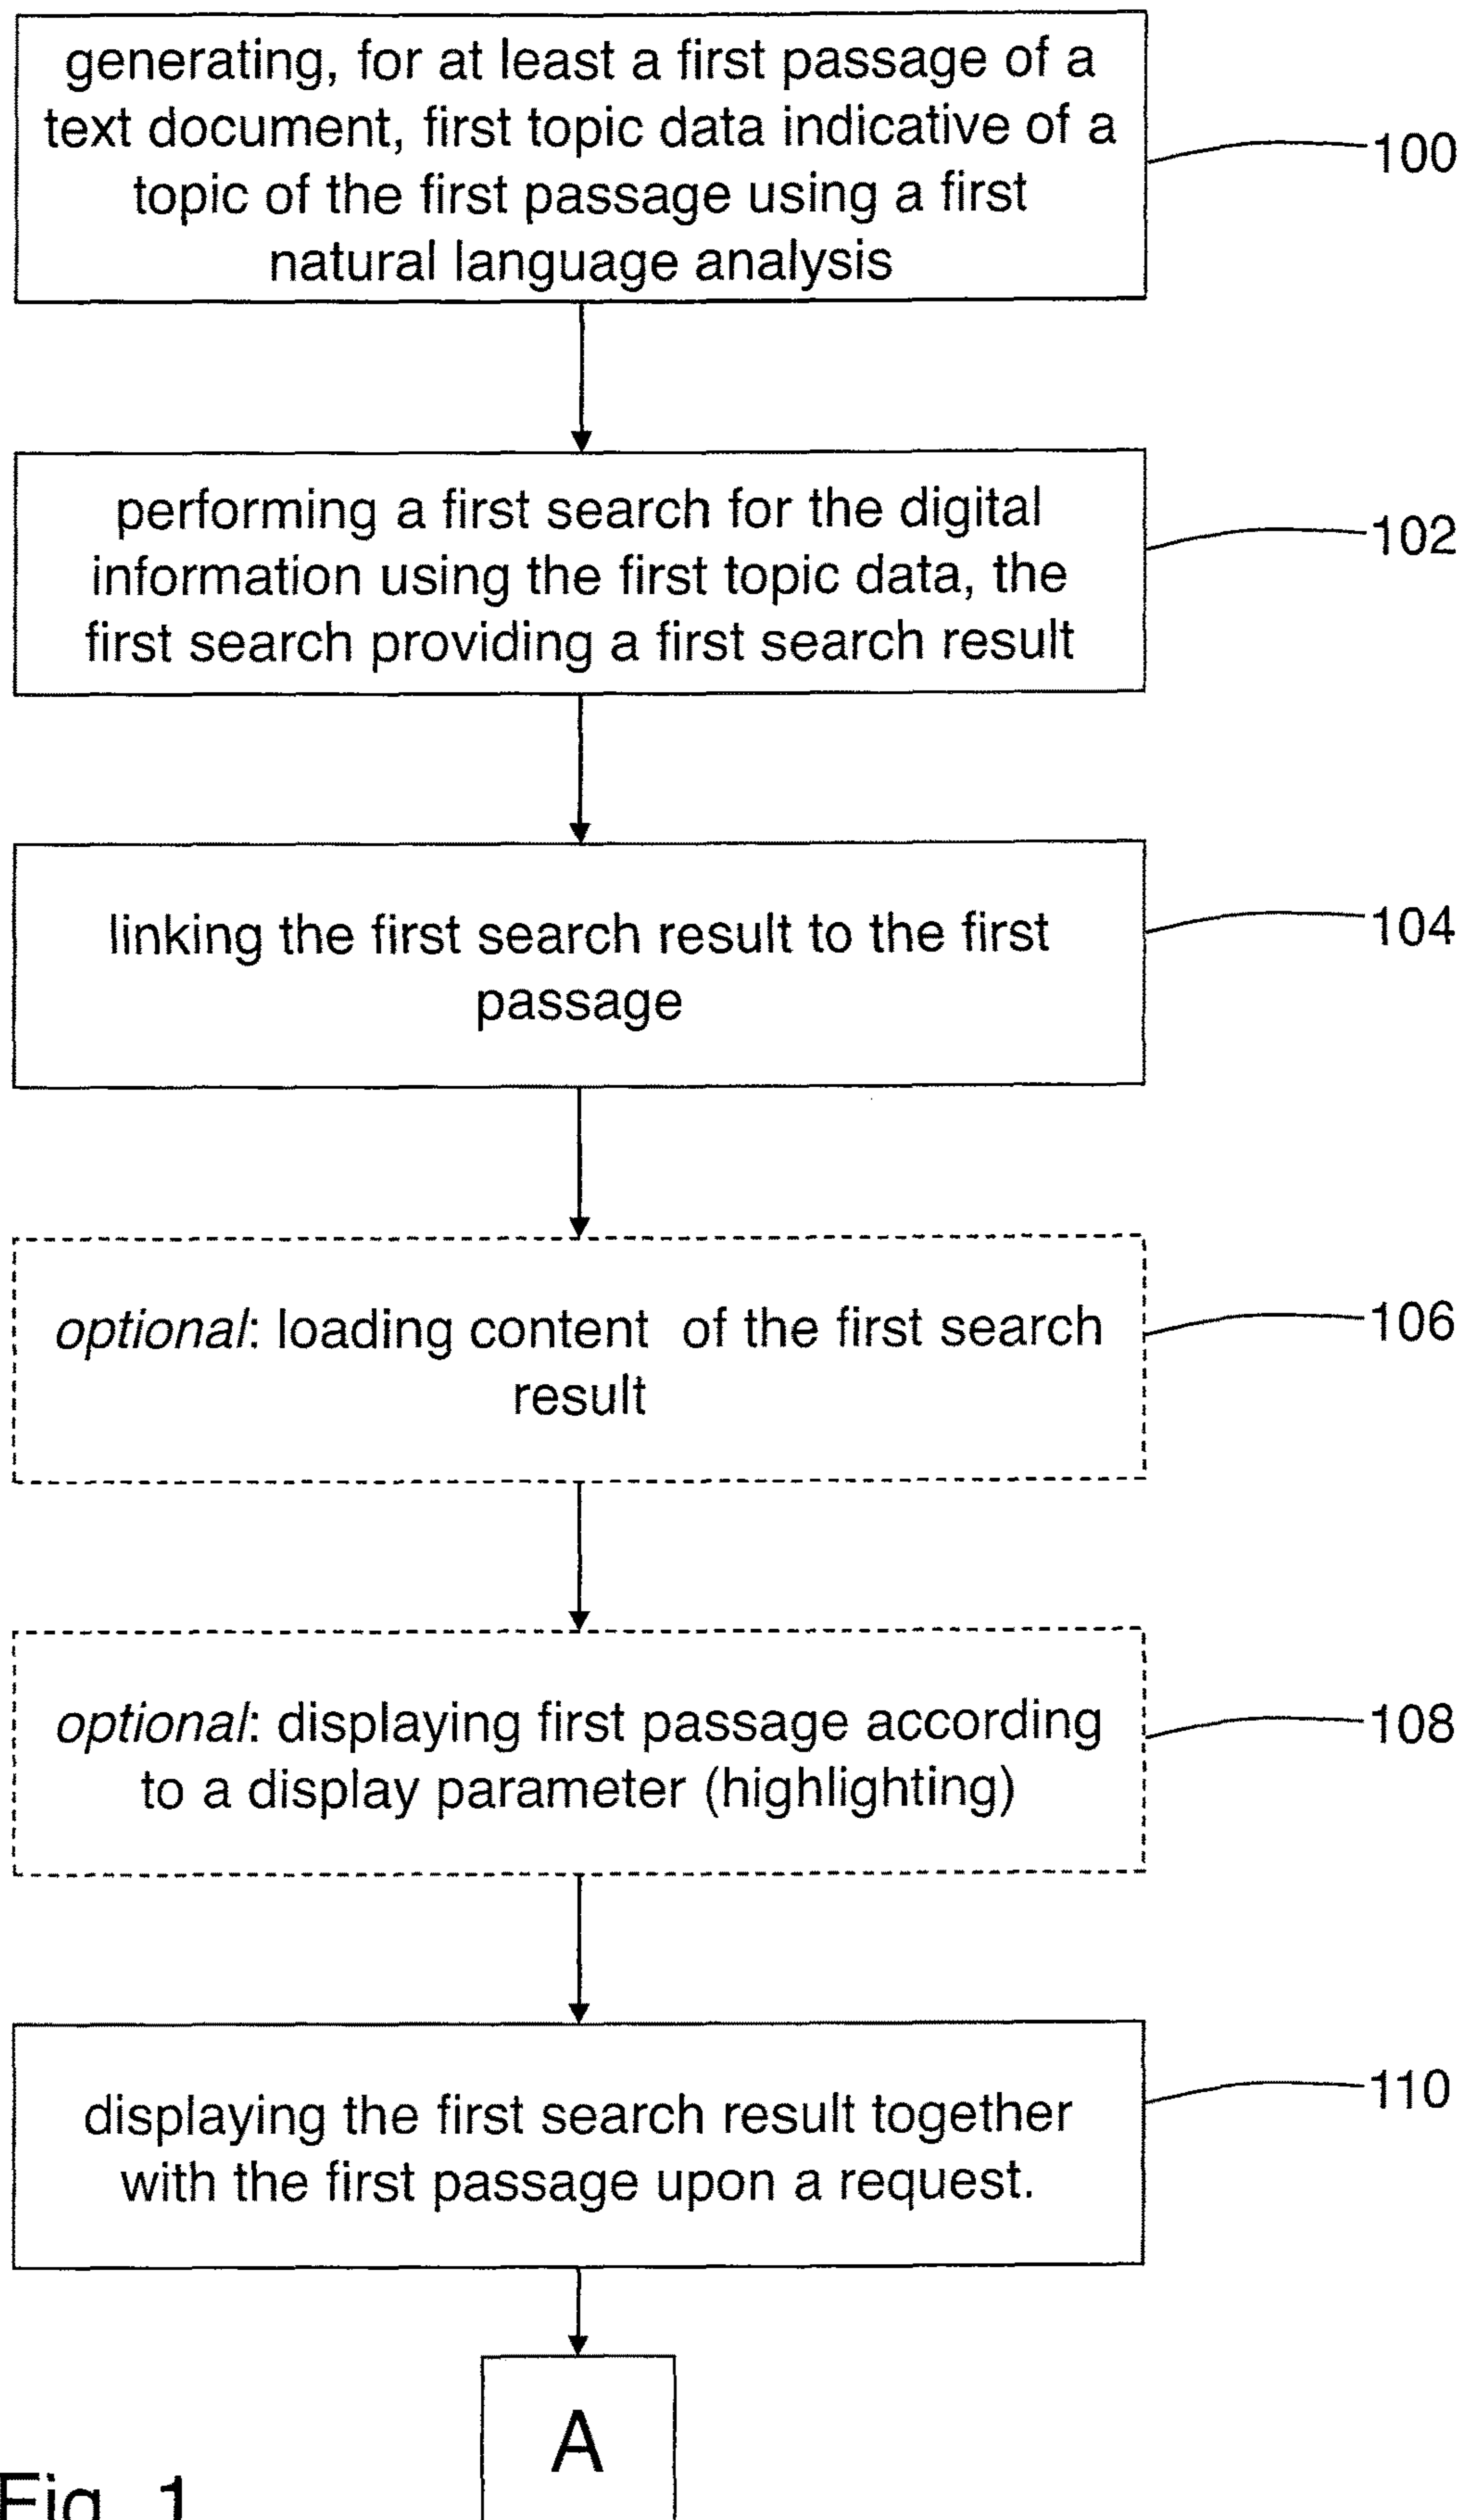 generating, for at least a first passage of a
text document, first topic data indicative of a
topic of the first passage using a first
natural language analysis
100
performing a first search for the digital
information using the first topic data, the
first search providing a first search result
102
linking the first search result to the first
passage
104
optional: loading content of the first search
result
106
optional: displaying first passage according
to a display parameter (highlighting)
108
displaying the first search result together
with the first passage upon a request.
110
A
Fig. 1